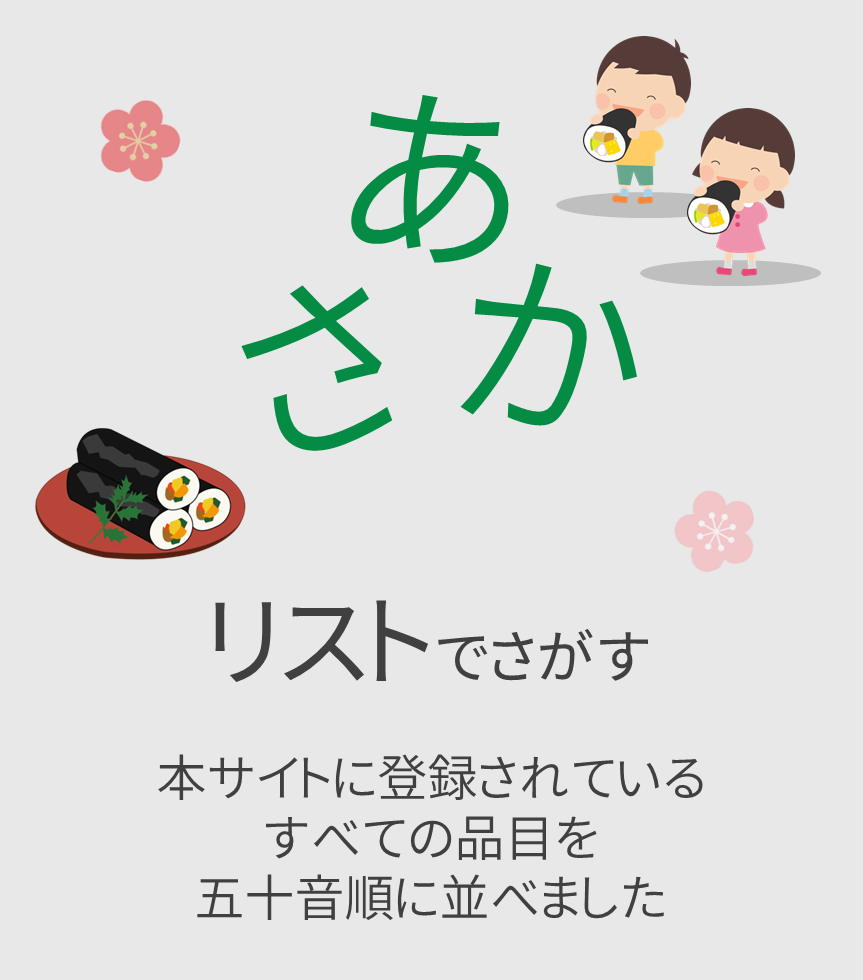 あ
か
さ
リストでさがす
本サイトに登録されている
すべての品目を
五十音順に並べました